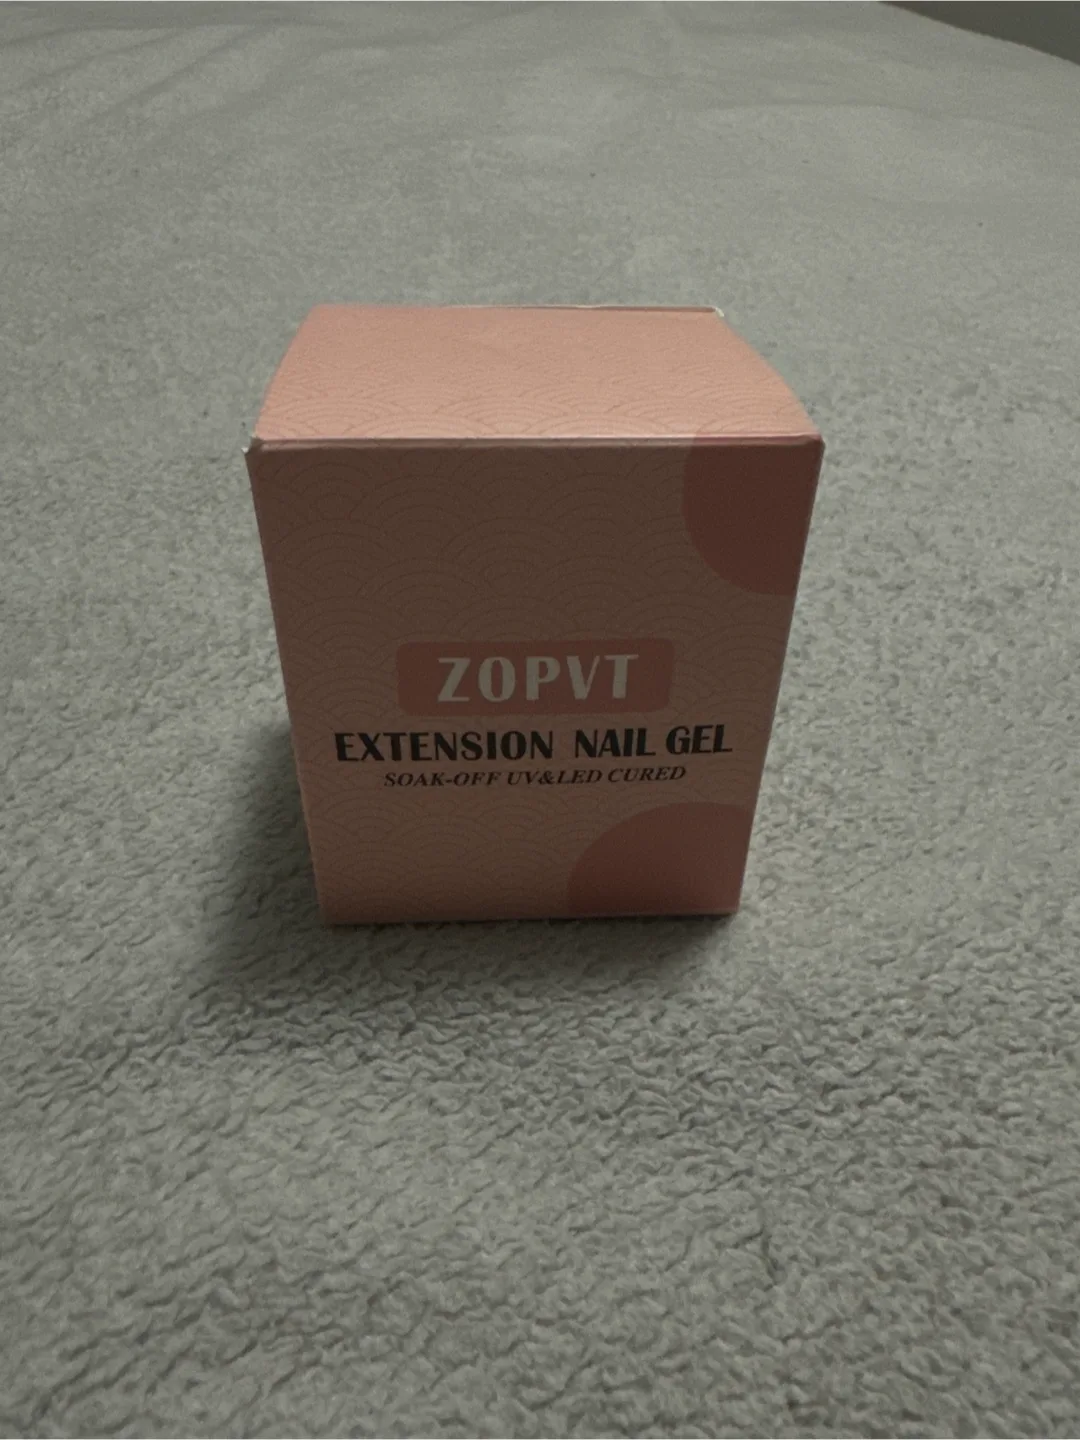 ZOPVT
EXTENSION NAIL GEL
SOAK-OFF UV&LED CURED